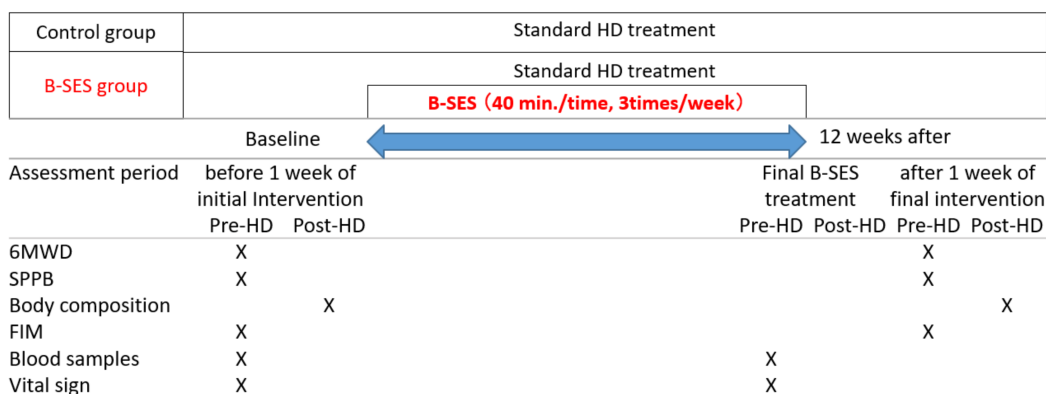 Control group Standard HD treatment
B-SES group Standard HD treatment
B-SES（40 min./time, 3times/week）
Baseline 12 weeks after
Assessment period before 1 week of Final B-SES after 1 week of
initial Intervention treatment final intervention
Pre-HD Post-HD Pre-HD Post-HD Pre-HD Post-HD
6MWD X X
SPPB X X
Body composition X X
FIM X X
Blood samples X X
Vital sign X X